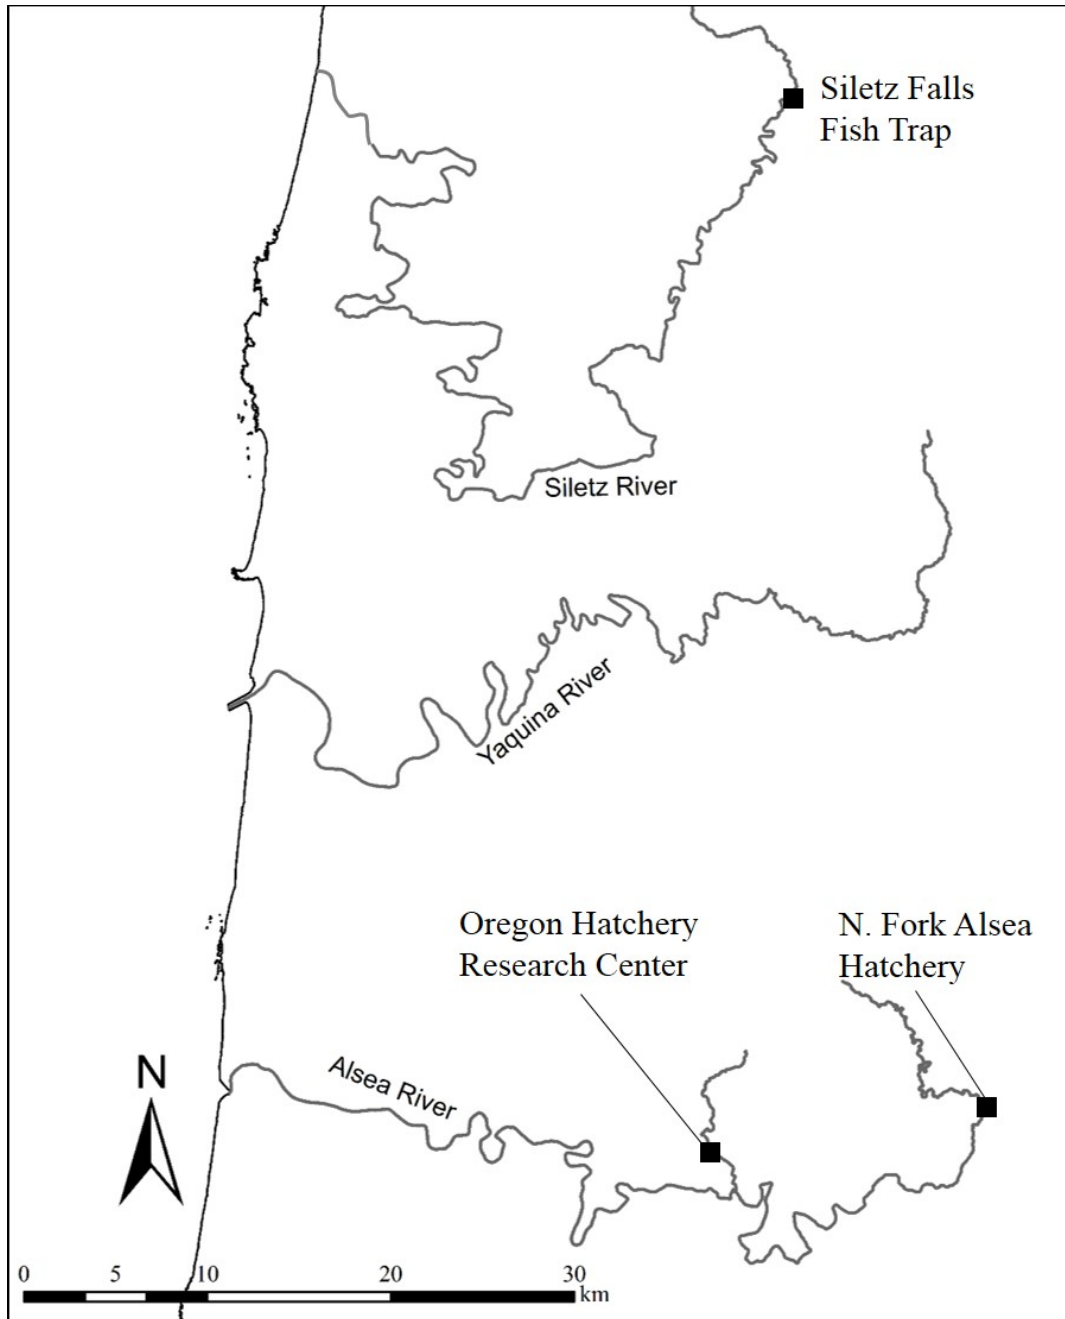 Siletz Falls
Fish Trap
Siletz River
Yaquina River
Oregon Hatchery
Research Center
N. Fork Alsea
Hatchery
Alsea River
N
0 5 10 20 30
km